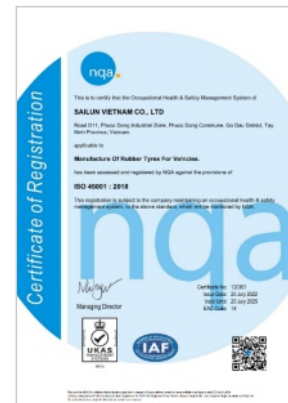 Certificate of Registration
nqa.
This is to certify that the Occupational Health & Safety Management System of
SAILUN VIETNAM CO., LTD
Road D11, Phuoc Dong Industrial Zone, Phuoc Dong Commune, Go Dau District, Tay
Ninh Province, Vietnam
applicable to
Manufacture Of Rubber Tyres For Vehicles.
has been assessed and registered by NQA against the provisions of
ISO 45001 : 2018
This registration is subject to the company maintaining an occupational health & safety
management system, to the above standard, which will be monitored by NQA.
nqa
Managing Director
Certificate No:
Issue Date: 23 July 2022
Valid Until: 23 July 2025
EAC Code: 14
UKAS
MANAGEMENT
SYSTEMS
IAF